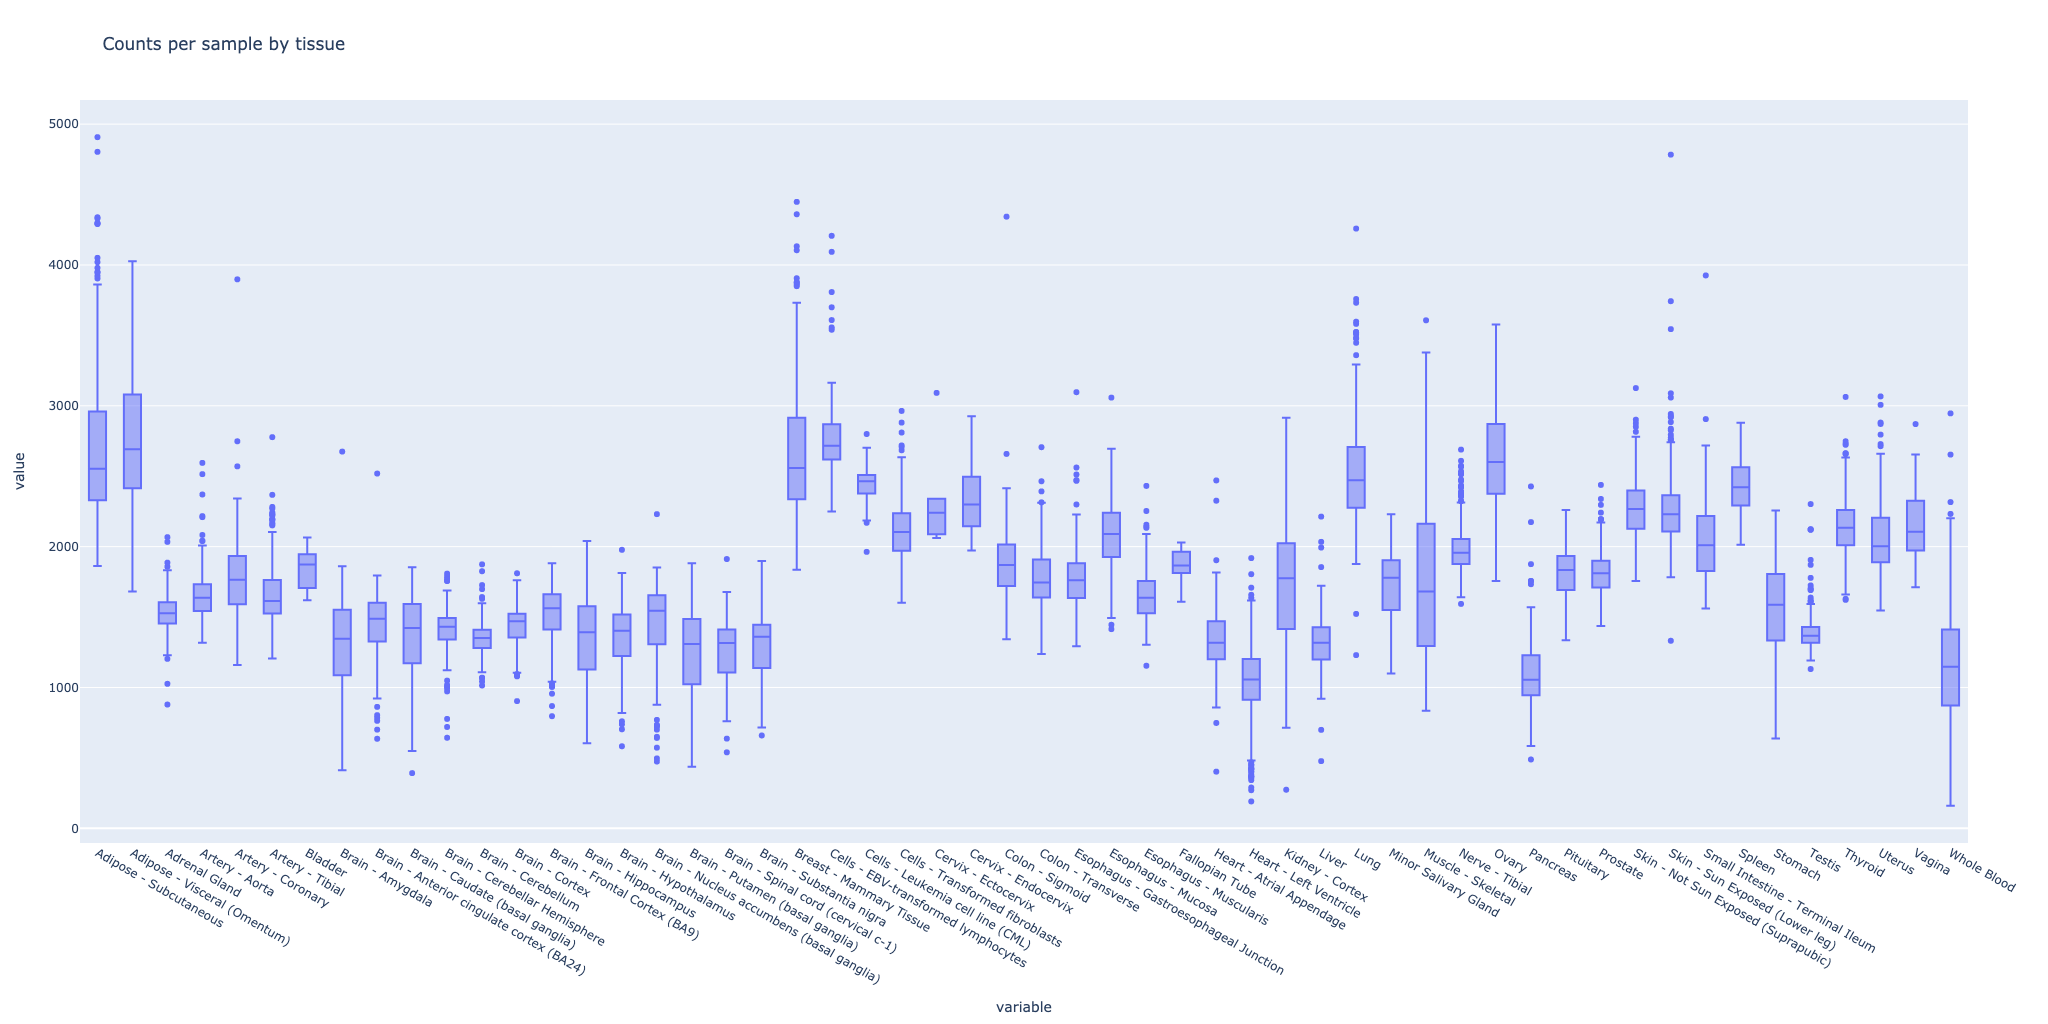 Counts per sample by tissue
5000
4000
3000
2000
1000
0
value
Adipose - Subcutaneous
Adipose - Visceral (Omentum)
Adrenal Gland
Artery - Aorta
Artery - Coronary
Artery - Tibial
Bladder
Brain - Amygdala
Brain - Anterior cingulate cortex (BA24)
Brain - Caudate (basal ganglia)
Brain - Cerebellar Hemisphere
Brain - Cerebellum
Brain - Cortex
Brain - Frontal Cortex (BA9)
Brain - Hippocampus
Brain - Hypothalamus
Brain - Nucleus accumbens (basal ganglia)
Brain - Putamen (basal ganglia)
Brain - Spinal cord (cervical c-1)
Brain - Substantia nigra
Breast - Mammary Tissue
Cells - EBV-transformed lymphocytes
Cells - Leukemia cell line (CML)
Cells - Transformed fibroblasts
Cervix - Ectocervix
Cervix - Endocervix
Colon - Sigmoid
Colon - Transverse
Esophagus - Gastroesophageal Junction
Esophagus - Mucosa
Esophagus - Muscularis
Fallopian Tube
Heart - Atrial Appendage
Heart - Left Ventricle
Kidney - Cortex
Liver
Lung
Minor Salivary Gland
Muscle - Skeletal
Nerve - Tibial
Ovary
Pancreas
Pituitary
Prostate
Skin - Not Sun Exposed (Suprapubic)
Skin - Sun Exposed (Lower leg)
Small Intestine - Terminal Ileum
Spleen
Stomach
Testis
Thyroid
Uterus
Vagina
Whole Blood
variable